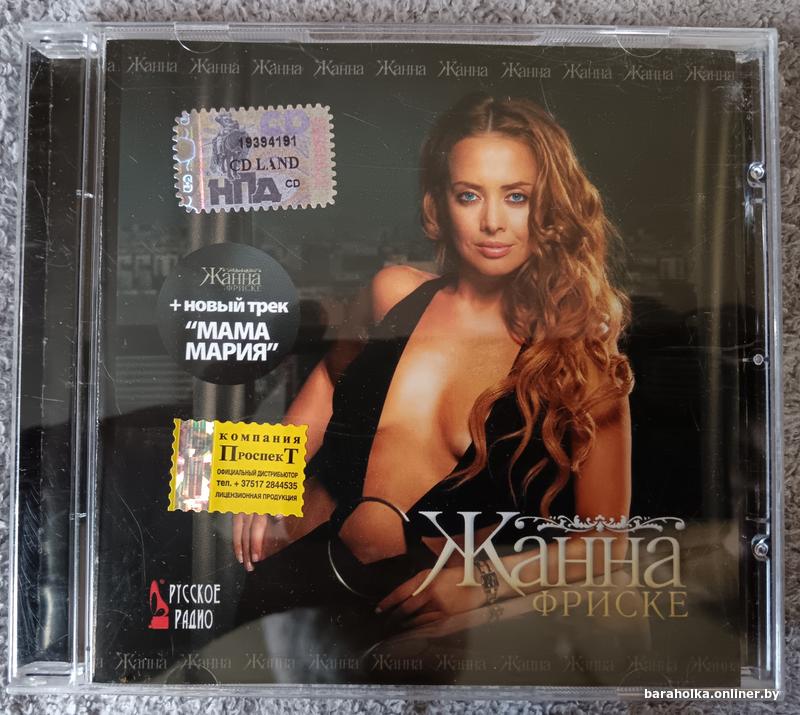 Жанна Жанна Жанна Жанна Жанна Жанна Жанна Жанна Жанна Жанна
19394191
CD LAND
НПД CD
Жанна
ФРИСКЕ
+ новый трек
“МАМА
МАРИЯ”
компания
ПроспекТ
ОФИЦИАЛЬНЫЙ ДИСТРИБЬЮТОР
тел. + 37517 2844535
ЛИЦЕНЗИОННАЯ ПРОДУКЦИЯ
Жанна
ФРИСКЕ
РУССКОЕ
РАДИО
Жанна Жанна Жанна Жанна Жанна Жанна Жанна Жанна Жанна Жанна
baraholka.onliner.by